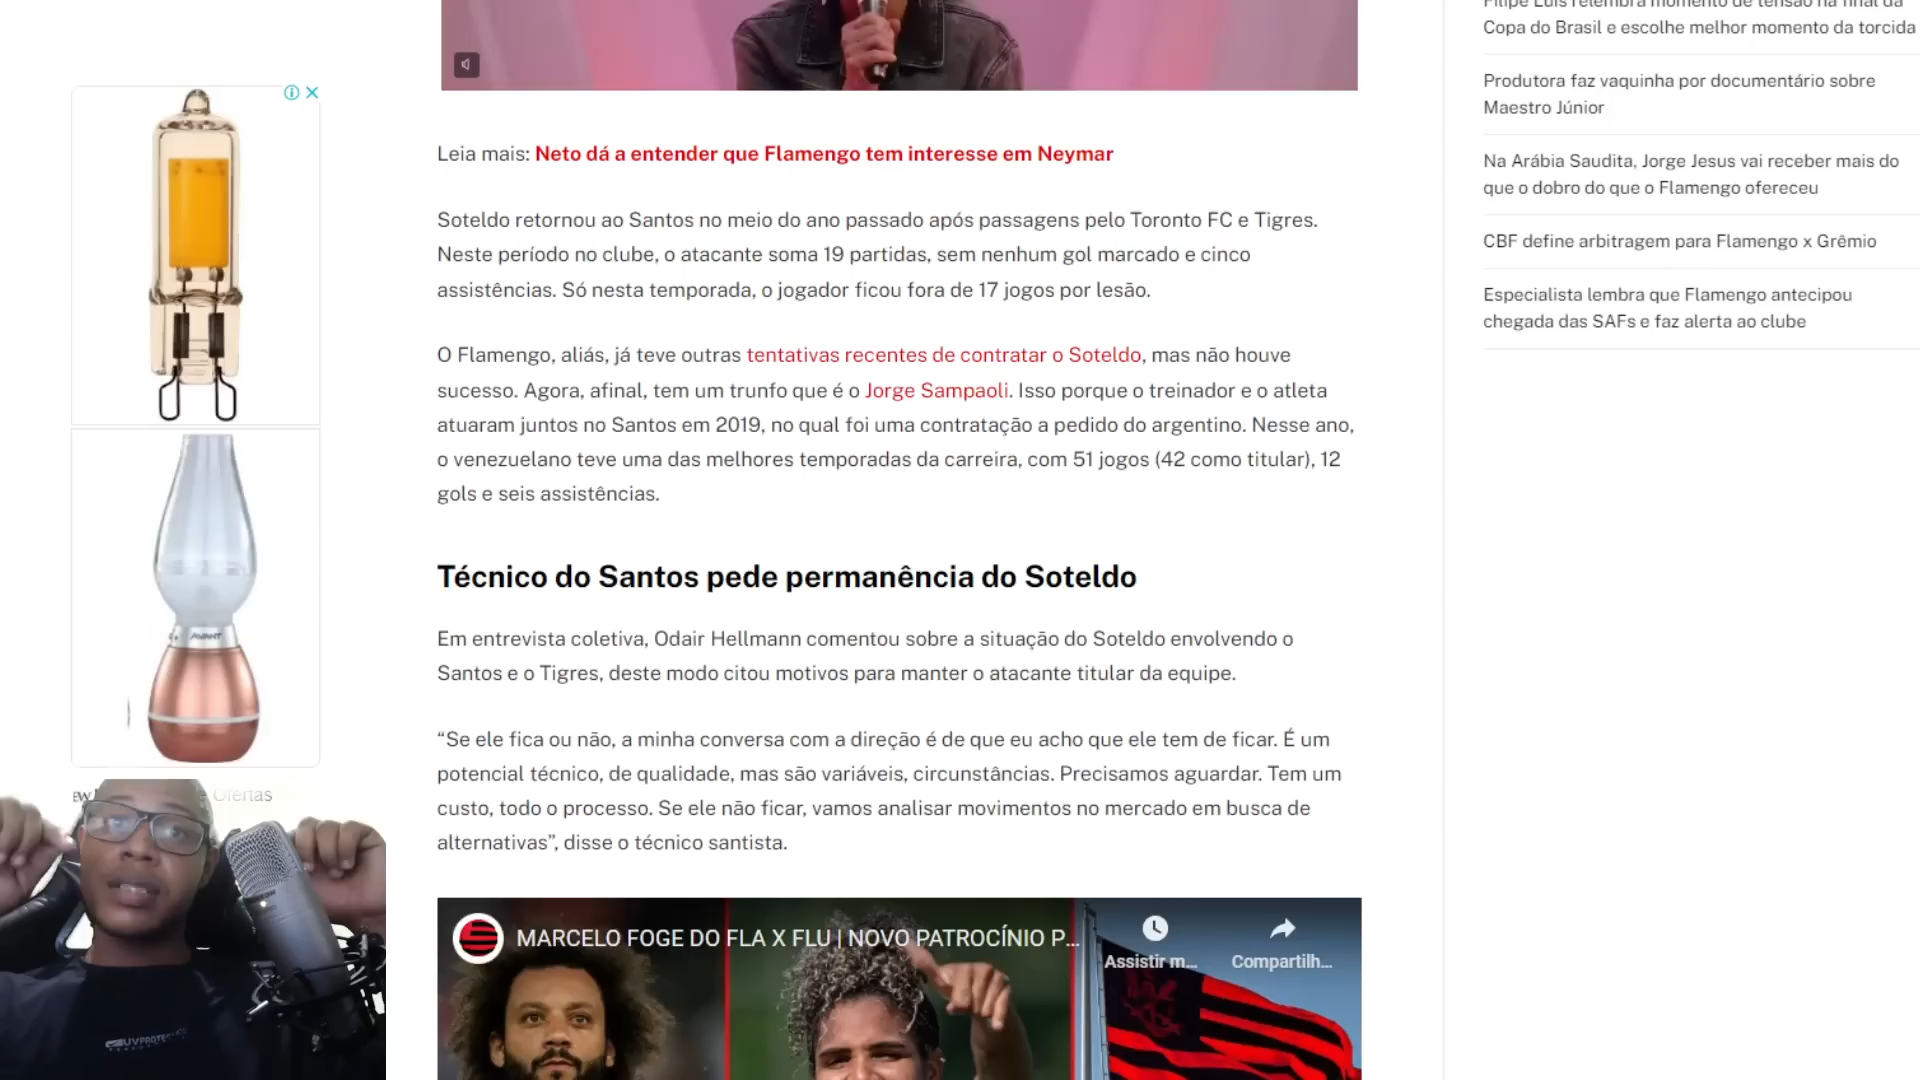 Leia mais: Neto dá a entender que Flamengo tem interesse em Neymar
Soteldo retornou ao Santos no meio do ano passado após passagens pelo Toronto FC e Tigres.
Neste período no clube, o atacante soma 19 partidas, sem nenhum gol marcado e cinco
assistências. Só nesta temporada, o jogador ficou fora de 17 jogos por lesão.
O Flamengo, aliás, já teve outras tentativas recentes de contratar o Soteldo, mas não houve
sucesso. Agora, afinal, tem um trunfo que é o Jorge Sampaoli. Isso porque o treinador e o atleta
atuaram juntos no Santos em 2019, no qual foi uma contratação a pedido do argentino. Nesse ano,
o venezuelano teve uma das melhores temporadas da carreira, com 51 jogos (42 como titular), 12
gols e seis assistências.
Técnico do Santos pede permanência do Soteldo
Em entrevista coletiva, Odair Hellmann comentou sobre a situação do Soteldo envolvendo o
Santos e o Tigres, deste modo citou motivos para manter o atacante titular da equipe.
“Se ele fica ou não, a minha conversa com a direção é de que eu acho que ele tem de ficar. É um
potencial técnico, de qualidade, mas são variáveis, circunstâncias. Precisamos aguardar. Tem um
custo, todo o processo. Se ele não ficar, vamos analisar movimentos no mercado em busca de
alternativas”, disse o técnico santista.
MARCELO FOGE DO FLA X FLU | NOVO PATROCÍNIO P...
Assistir m...
Compartilh...
Filipe Luís relembra momento de tensão na final da
Copa do Brasil e escolhe melhor momento da torcida
Produtora faz vaquinha por documentário sobre
Maestro Júnior
Na Arábia Saudita, Jorge Jesus vai receber mais do
que o dobro do que o Flamengo ofereceu
CBF define arbitragem para Flamengo x Grêmio
Especialista lembra que Flamengo antecipou
chegada das SAFs e faz alerta ao clube
AVANT
Ofertas